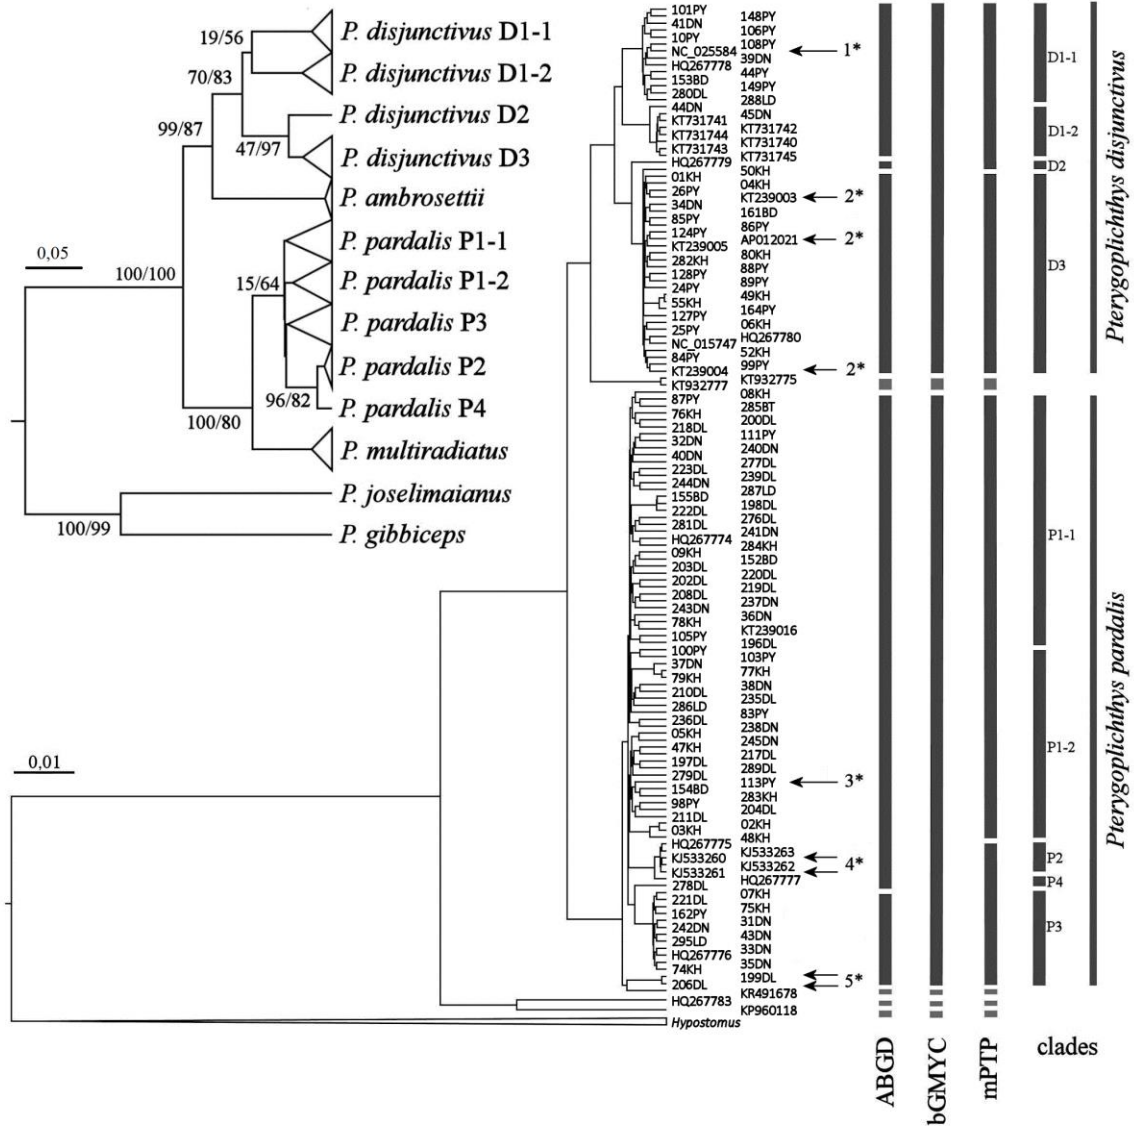 P. disjunctivus D1-1
19/56
P. disjunctivus D1-2
70/83
P. disjunctivus D2
99/87
47/97
P. disjunctivus D3
P. ambrosettii
P. pardalis P1-1
0,05
100/100
15/64
P. pardalis P1-2
P. pardalis P3
P. pardalis P2
96/82
P. pardalis P4
100/80
P. multiradiatus
P. joselimaianus
100/99
P. gibbiceps
0,01
101PY
148PY
41DN
106PY
10PY
108PY
NC_025584
39DN
HQ267778
44PY
153BD
149PY
280DL
288LD
44DN
45DN
KT731741
KT731742
KT731744
KT731740
KT731743
KT731745
HQ267779
50KH
01KH
04KH
26PY
KT239003
34DN
161BD
85PY
86PY
124PY
AP012021
KT239005
80KH
282KH
88PY
128PY
89PY
24PY
49KH
55KH
164PY
127PY
06KH
25PY
HQ267780
NC_015747
52KH
84PY
99PY
KT239004
KT932775
KT932777
08KH
87PY
285BT
76KH
200DL
218DL
111PY
32DN
240DN
40DN
277DL
223DL
239DL
244DN
287LD
155BD
198DL
222DL
276DL
281DL
241DN
HQ267774
284KH
09KH
152BD
203DL
220DL
202DL
219DL
208DL
237DN
243DN
36DN
78KH
KT239016
105PY
196DL
100PY
103PY
37DN
77KH
79KH
38DN
210DL
235DL
286LD
83PY
236DL
238DN
05KH
245DN
47KH
217DL
197DL
289DL
279DL
113PY
154BD
283KH
98PY
204DL
211DL
02KH
03KH
48KH
HQ267775
KJ533263
KJ533260
KJ533262
KJ533261
HQ267777
278DL
07KH
221DL
75KH
162PY
31DN
242DN
43DN
295LD
33DN
HQ267776
35DN
74KH
199DL
206DL
KR491678
HQ267783
KP960118
Hypostomus
1*
2*
2*
2*
3*
4*
5*
D1-1
D1-2
D2
D3
P1-1
P1-2
P2
P4
P3
Pterygoplichthys disjunctivus
Pterygoplichthys pardalis
ABGD
bGMYC
mPTP
clades